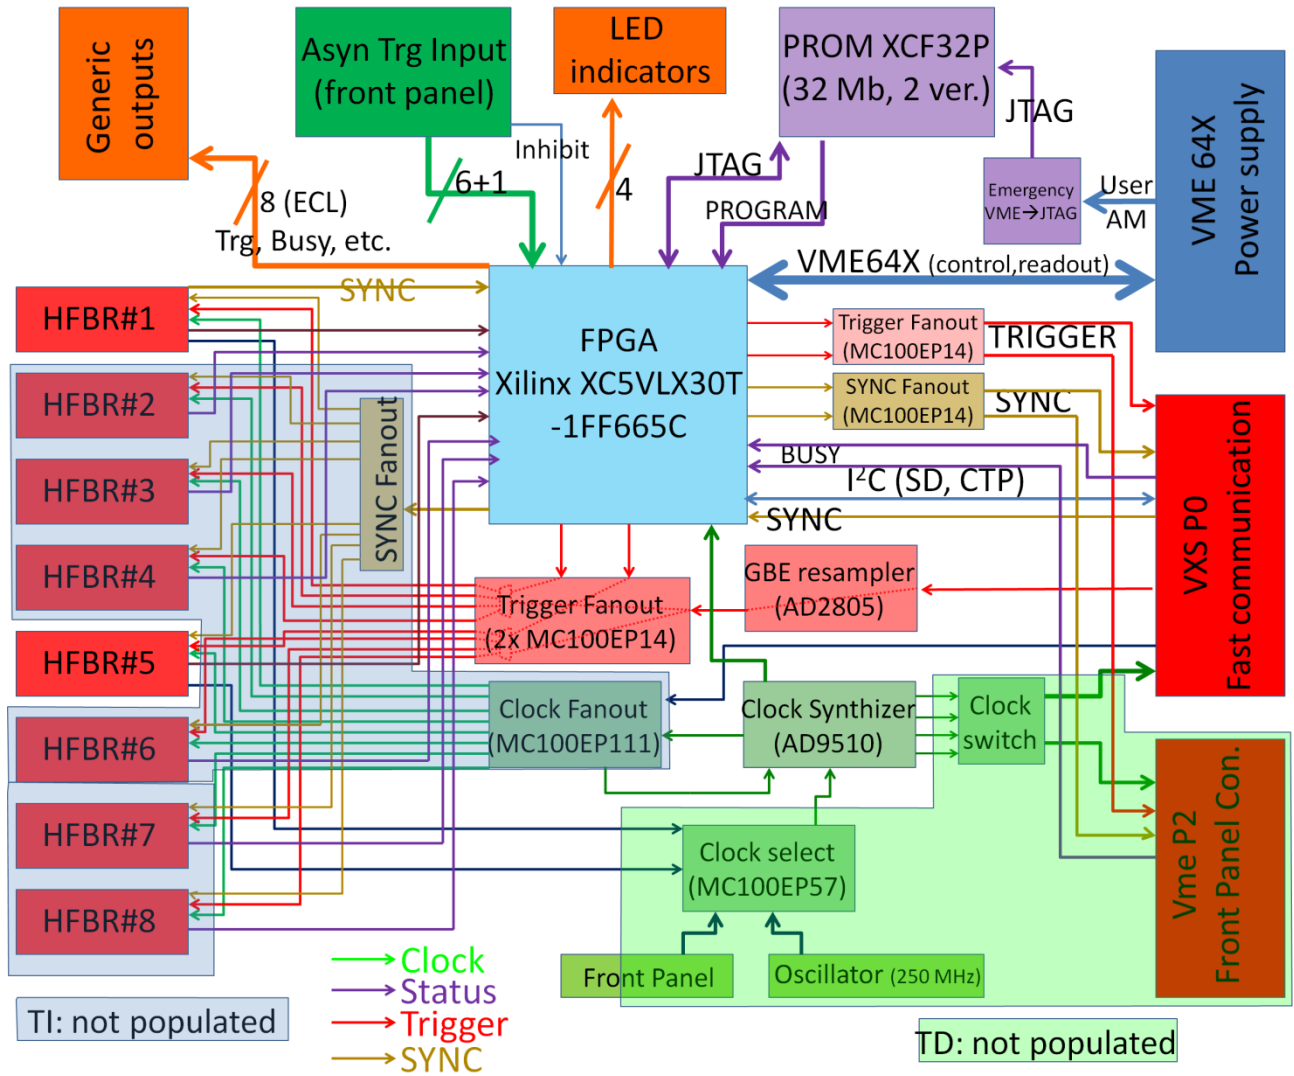 Generic
outputs
Asyn Trg Input
(front panel)
LED
indicators
PROM XCF32P
(32 Mb, 2 ver.)
JTAG
VME 64X
Power supply
Emergency
VME→JTAG
User
AM
Inhibit
6+1
4
JTAG
PROGRAM
8 (ECL)
Trg, Busy, etc.
VME64X (control,readout)
SYNC
HFBR#1
HFBR#2
HFBR#3
HFBR#4
HFBR#5
HFBR#6
HFBR#7
HFBR#8
SYNC Fanout
FPGA
Xilinx XC5VLX30T
-1FF665C
Trigger Fanout
(MC100EP14)
TRIGGER
SYNC Fanout
(MC100EP14)
SYNC
BUSY
I²C (SD, CTP)
SYNC
VXS P0
Fast communication
GBE resampler
(AD2805)
Trigger Fanout
(2x MC100EP14)
Clock Fanout
(MC100EP111)
Clock Synthizer
(AD9510)
Clock
switch
Vme P2
Front Panel Con.
Clock select
(MC100EP57)
Front Panel
Oscillator (250 MHz)
Clock
Status
Trigger
SYNC
TI: not populated
TD: not populated